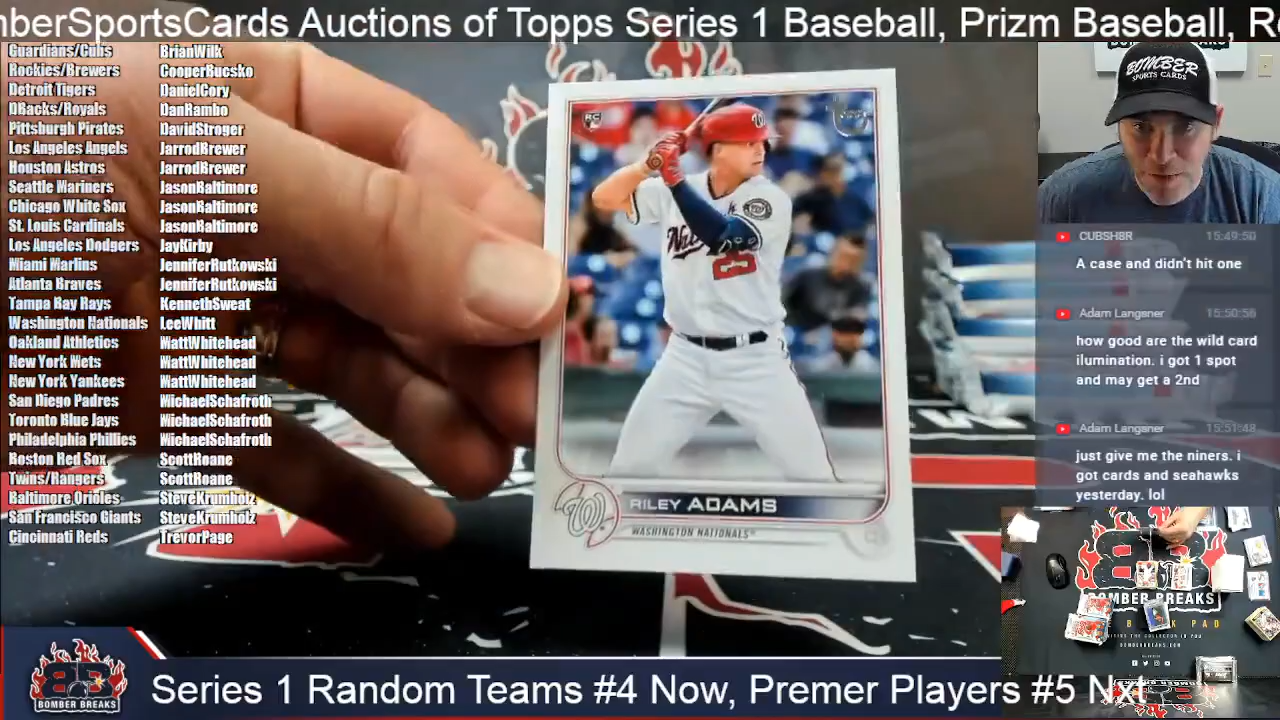 nberSportsCards Auctions of Topps Series 1 Baseball, Prizm Baseball, R
Guardians/Cubs BrianWilk
Rockies/Brewers CooperBucsko
Detroit Tigers DanielCory
DBacks/Royals DanRambo
Pittsburgh Pirates DavidStroger
Los Angeles Angels JarrodBrewer
Houston Astros JarrodBrewer
Seattle Mariners JasonBaltimore
Chicago White Sox JasonBaltimore
St. Louis Cardinals JasonBaltimore
Los Angeles Dodgers JayKirby
Miami Marlins JenniferRutkowski
Atlanta Braves JenniferRutkowski
Tampa Bay Rays KennethSweat
Washington Nationals LeeWhitt
Oakland Athletics MattWhitehead
New York Mets MattWhitehead
New York Yankees MattWhitehead
San Diego Padres MichaelSchafroth
Toronto Blue Jays MichaelSchafroth
Philadelphia Phillies MichaelSchafroth
Boston Red Sox ScottRoane
Twins/Rangers ScottRoane
Baltimore Orioles SteveKrumholz
San Francisco Giants SteveKrumholz
Cincinnati Reds TrevorPage
RC
25
RILEY ADAMS
WASHINGTON NATIONALS
BOMBER
SPORTS CARDS
CUBSH8R 15:49:50
A case and didn't hit one
Adam Langsner 15:50:56
how good are the wild card
ilumination. i got 1 spot
and may get a 2nd
Adam Langsner 15:51:48
just give me the niners. i
got cards and seahawks
yesterday. lol
BOMBER BREAKS
BOMBERBREAKS.COM
BOMBER BREAKS
Series 1 Random Teams #4 Now, Premer Players #5 Nxt